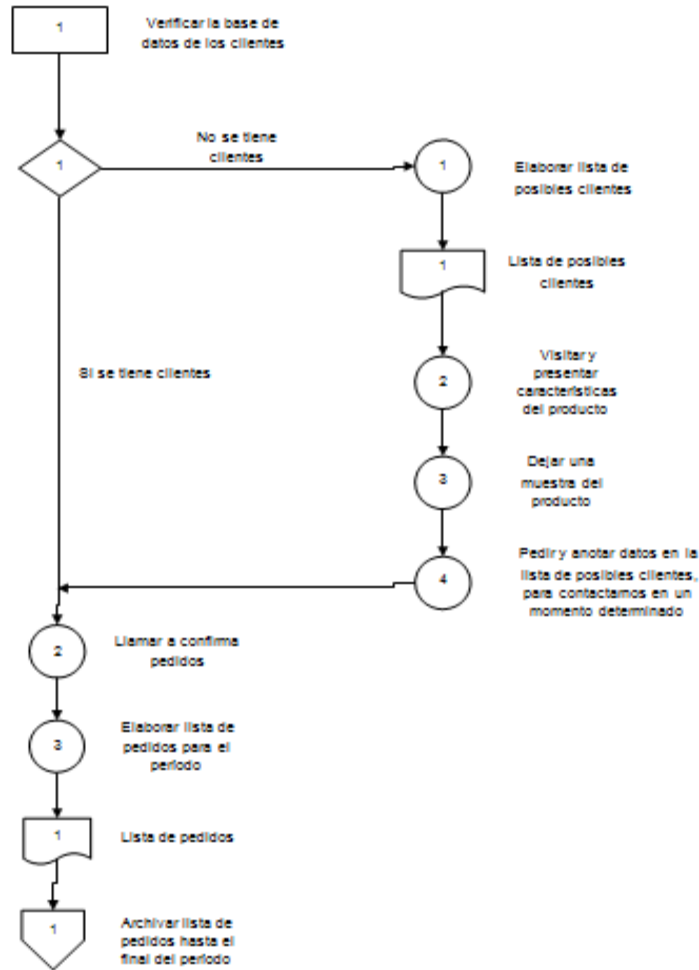 1
Verificar la base de
datos de los clientes
1
No se tiene
clientes
1
Elaborar lista de
posibles clientes
1
Lista de posibles
clientes
Si se tiene clientes
2
Visitar y
presentar
características
del producto
3
Dejar una
muestra del
producto
4
Pedir y anotar datos en la
lista de posibles clientes,
para contactarnos en un
momento determinado
2
Llamar a confirma
pedidos
3
Elaborar lista de
pedidos para el
período
1
Lista de pedidos
1
Archivar lista de
pedidos hasta el
final del período